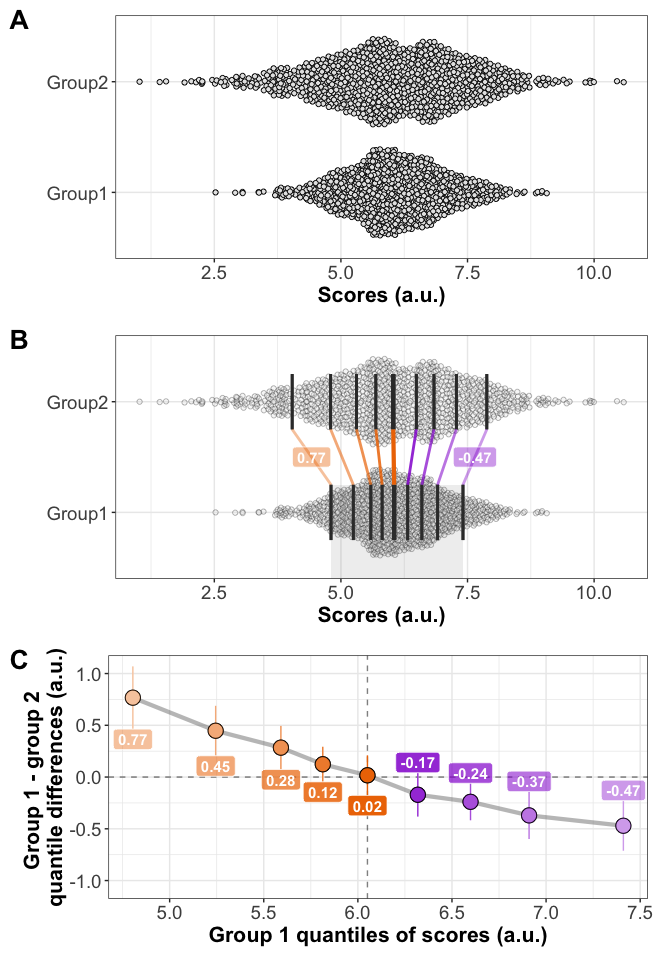 A
Group2
Group1
2.5 5.0 7.5 10.0
Scores (a.u.)
B
Group2
0.77 -0.47
Group1
2.5 5.0 7.5 10.0
Scores (a.u.)
C
Group 1 - group 2
quantile differences (a.u.)
1.0
0.5
0.0
-0.5
-1.0
0.77 0.45 0.28 0.12 0.02 -0.17 -0.24 -0.37 -0.47
5.0 5.5 6.0 6.5 7.0 7.5
Group 1 quantiles of scores (a.u.)